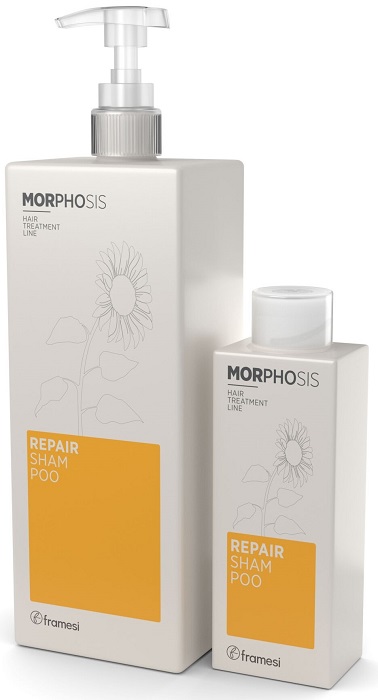 MORPHOSIS
HAIR
TREATMENT
LINE
REPAIR
SHAM
POO
framesi
MORPHOSIS
HAIR
TREATMENT
LINE
REPAIR
SHAM
POO
framesi